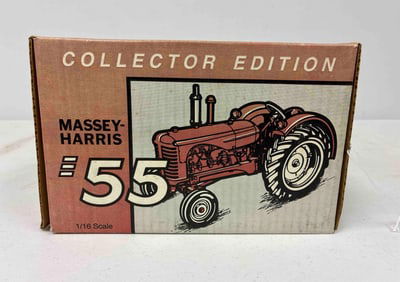 COLLECTOR EDITION
MASSEY-
HARRIS
55
1/16 Scale